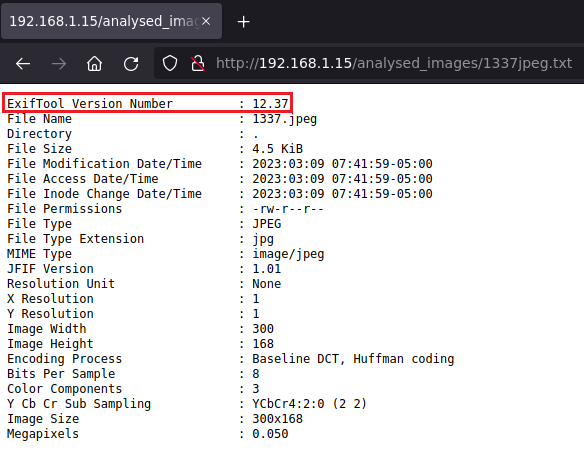 192.168.1.15/analysed_ima
http://192.168.1.15/analysed_images/1337jpeg.txt
ExifTool Version Number : 12.37
File Name : 1337.jpeg
Directory : .
File Size : 4.5 KiB
File Modification Date/Time : 2023:03:09 07:41:59-05:00
File Access Date/Time : 2023:03:09 07:41:59-05:00
File Inode Change Date/Time : 2023:03:09 07:41:59-05:00
File Permissions : -rw-r--r--
File Type : JPEG
File Type Extension : jpg
MIME Type : image/jpeg
JFIF Version : 1.01
Resolution Unit : None
X Resolution : 1
Y Resolution : 1
Image Width : 300
Image Height : 168
Encoding Process : Baseline DCT, Huffman coding
Bits Per Sample : 8
Color Components : 3
Y Cb Cr Sub Sampling : YCbCr4:2:0 (2 2)
Image Size : 300x168
Megapixels : 0.050